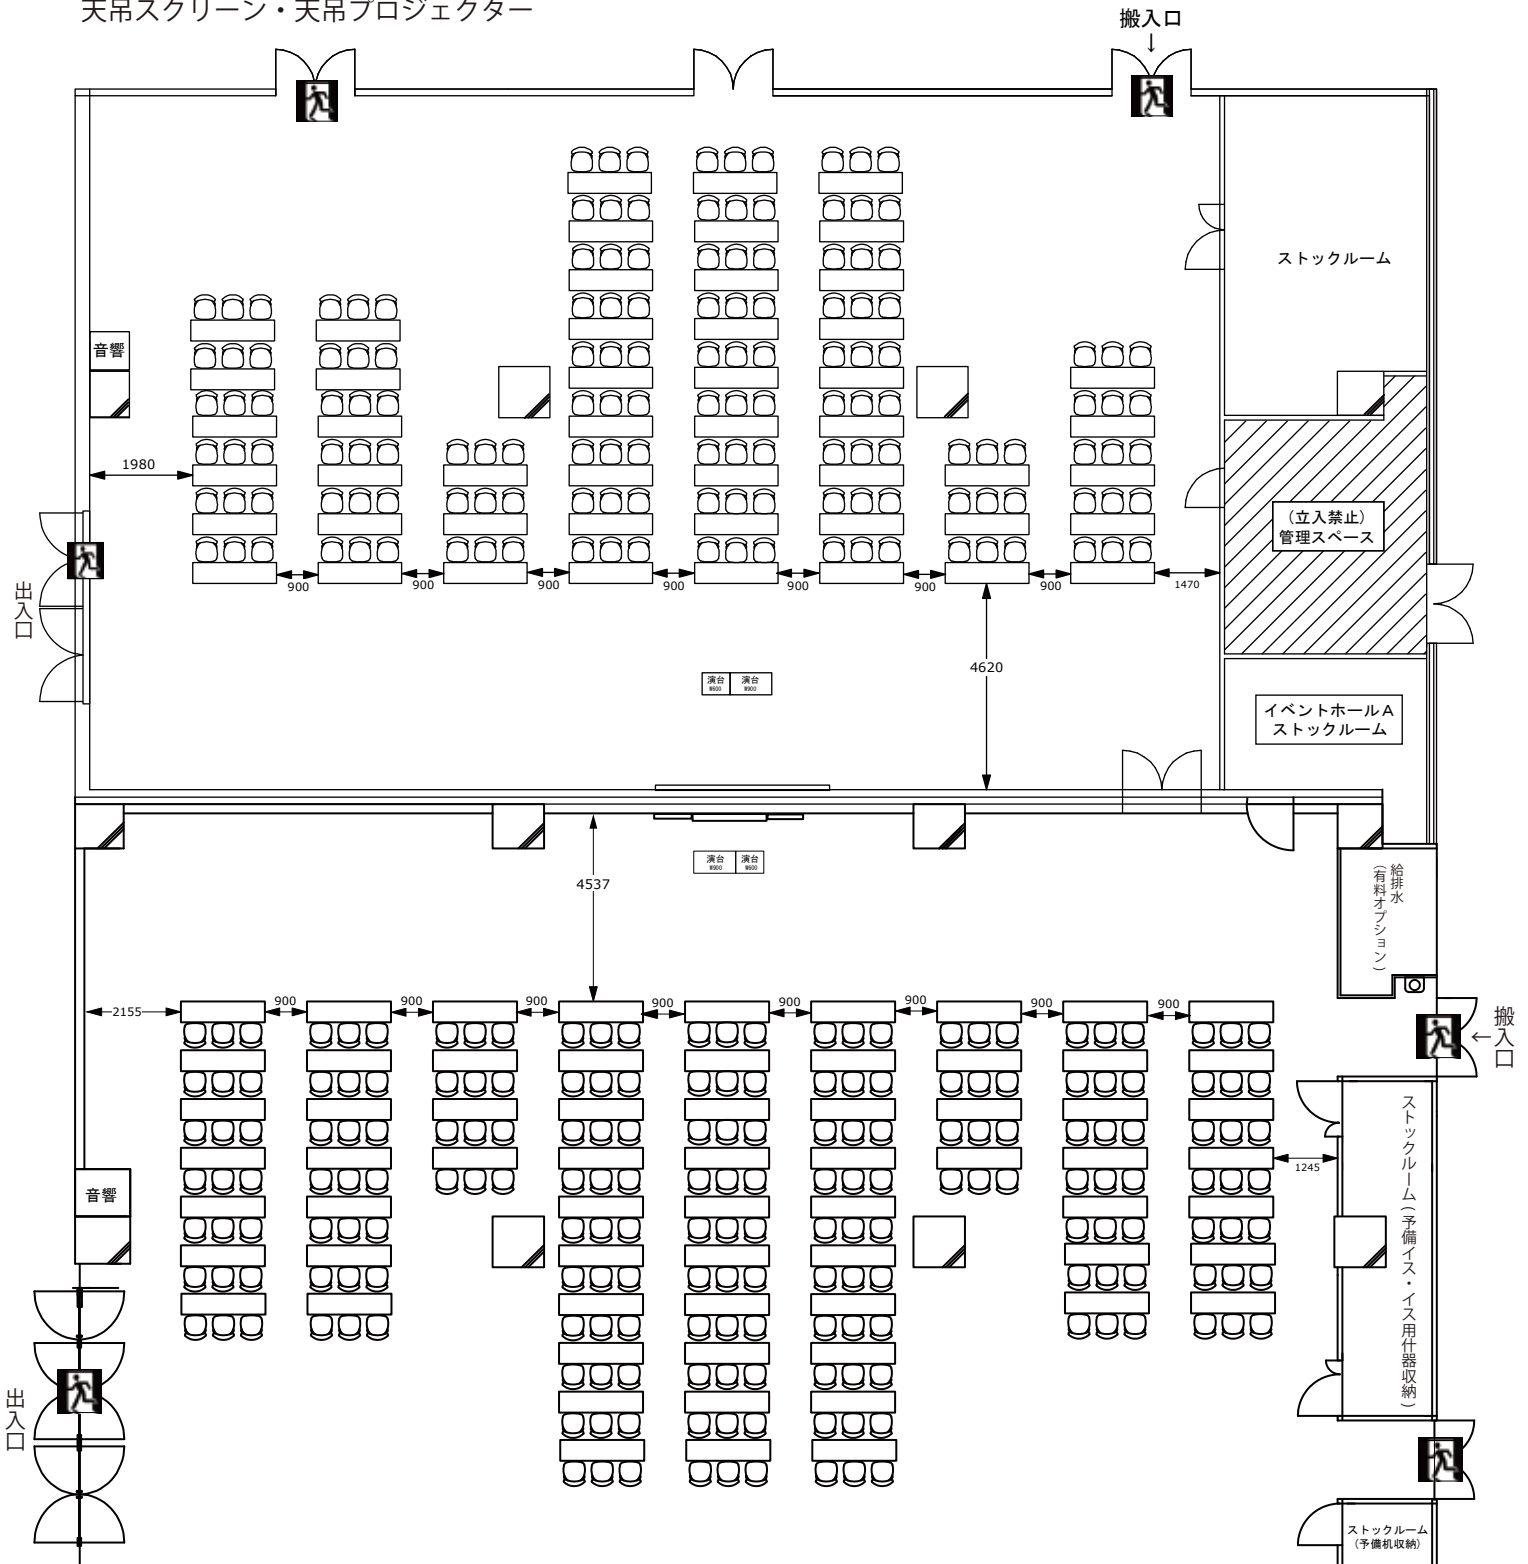 天吊スクリーン・天吊プロジェクター
搬入口
↓
ストックルーム
音響
1980
（立入禁止）
管理スペース
900
900
900
900
900
900
900
1470
出入口
4620
演台
W600
演台
W900
イベントホールA
ストックルーム
演台
W900
演台
W600
4537
給排水
（有料オプション）
2155
900
900
900
900
900
900
900
900
←搬入口
1245
ストックルーム（予備イス・イス用什器収納）
音響
出入口
ストックルーム
（予備机収納）